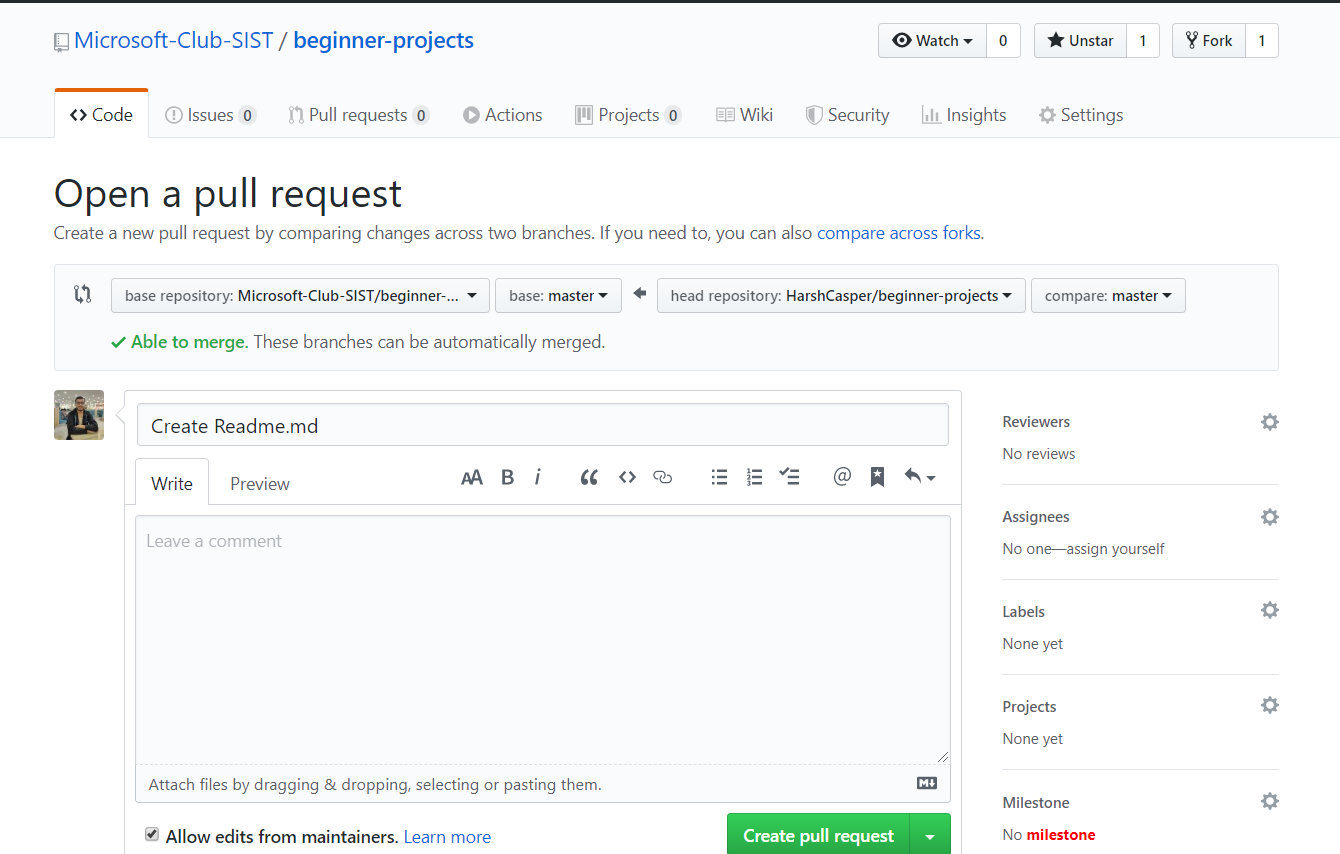 Microsoft-Club-SIST / beginner-projects
Watch 0 Unstar 1 Fork 1
Code Issues 0 Pull requests 0 Actions Projects 0 Wiki Security Insights Settings
Open a pull request
Create a new pull request by comparing changes across two branches. If you need to, you can also compare across forks.
base repository: Microsoft-Club-SIST/beginner-... base: master head repository: HarshCasper/beginner-projects compare: master
Able to merge. These branches can be automatically merged.
Create Readme.md
Write Preview
AA B i @
Leave a comment
Attach files by dragging & dropping, selecting or pasting them.
Allow edits from maintainers. Learn more
Create pull request
Reviewers
No reviews
Assignees
No one—assign yourself
Labels
None yet
Projects
None yet
Milestone
No milestone